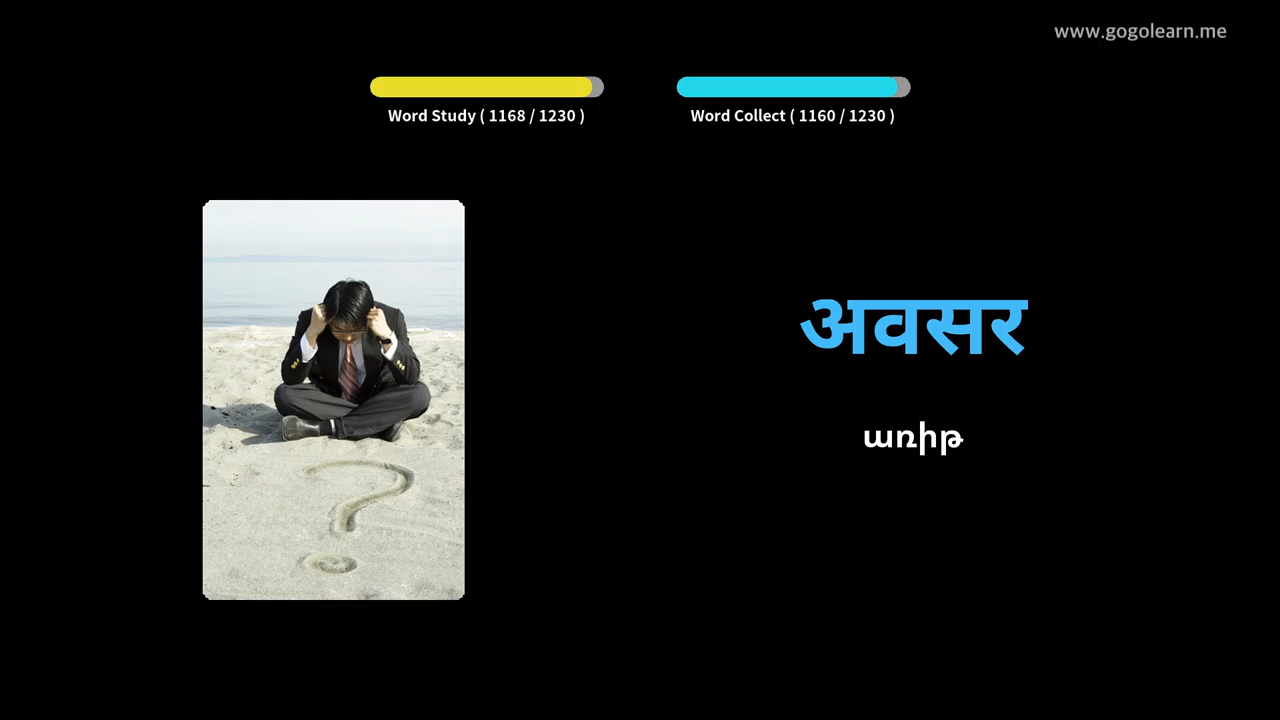 www.gogolearn.me
Word Study ( 1168 / 1230 )
Word Collect ( 1160 / 1230 )
अवसर
առիթ
?